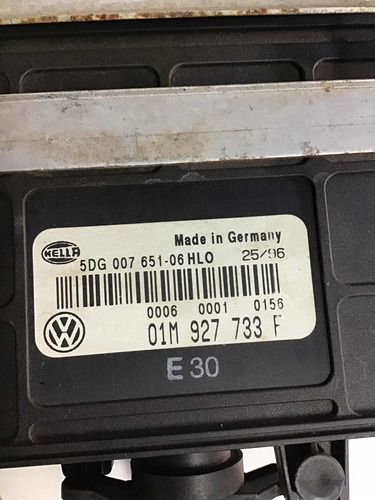 Made in Germany
HELLA
5DG 007 651-06 HLO 25/96
0006 0001 0156
VW
01M 927 733 F
E 30